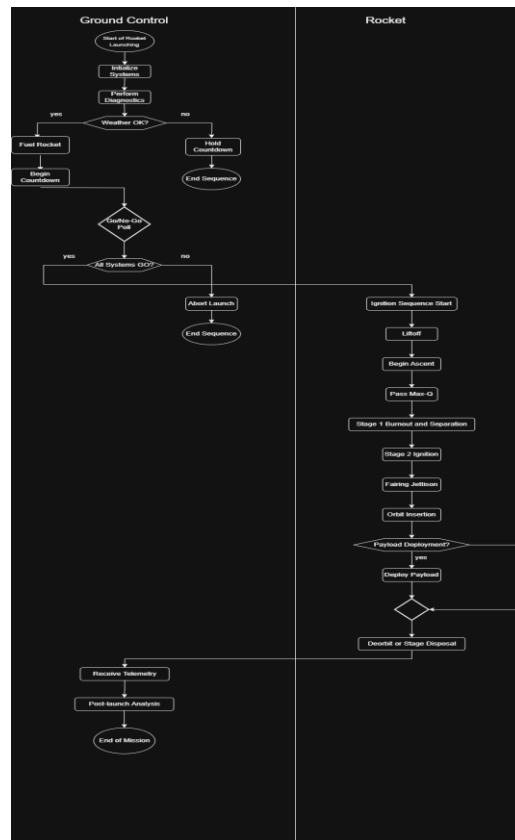 Ground Control
Rocket
Start of Rocket
Launching
Initialize
Systems
Perform
Diagnostics
yes
Weather OK?
no
Fuel Rocket
Hold
Countdown
Begin
Countdown
End Sequence
Go/No-Go
Poll
yes
All Systems GO?
no
Abort Launch
Ignition Sequence Start
End Sequence
Liftoff
Begin Ascent
Pass Max-Q
Stage 1 Burnout and Separation
Stage 2 Ignition
Fairing Jettison
Orbit Insertion
Payload Deployment?
yes
Deploy Payload
Deorbit or Stage Disposal
Receive Telemetry
Post-launch Analysis
End of Mission